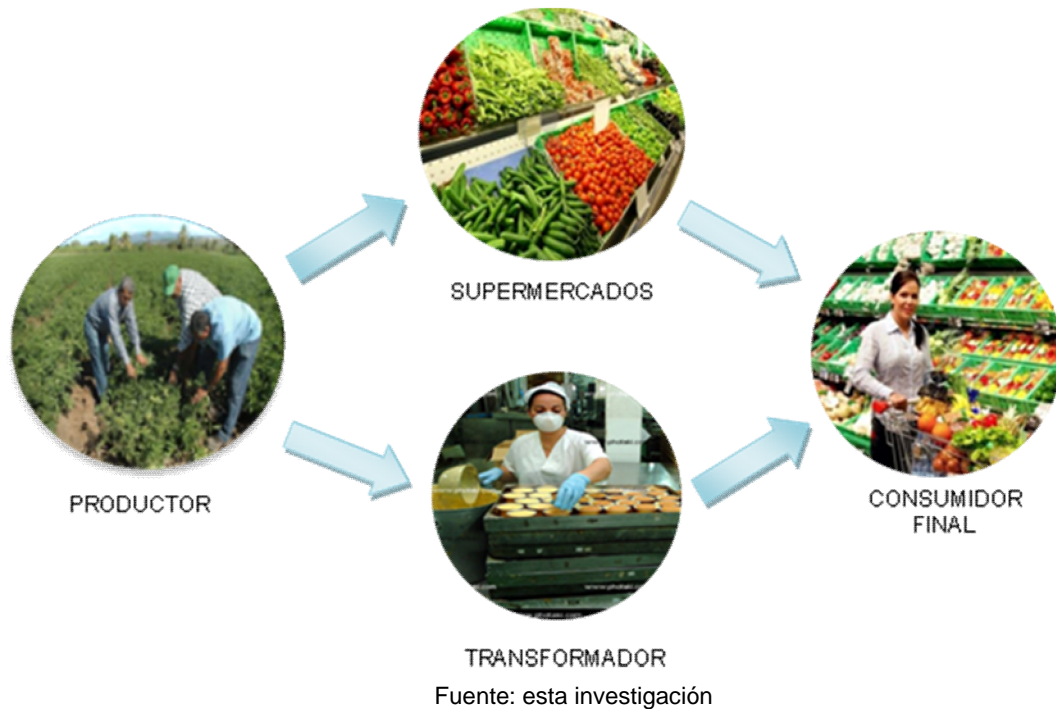 SUPERMERCADOS
PRODUCTOR
CONSUMIDOR
FINAL
TRANSFORMADOR
Fuente: esta investigación